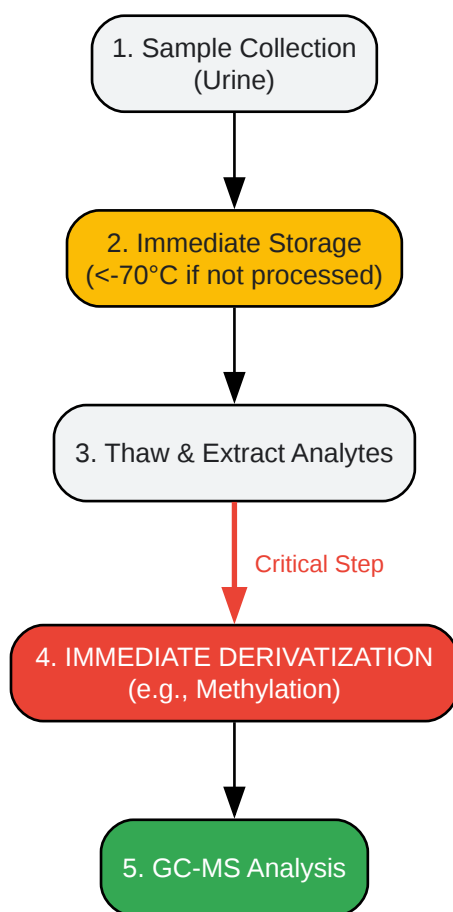 1. Sample Collection
(Urine)
2. Immediate Storage
(<-70°C if not processed)
3. Thaw & Extract Analytes
Critical Step
4. IMMEDIATE DERIVATIZATION
(e.g., Methylation)
5. GC-MS Analysis